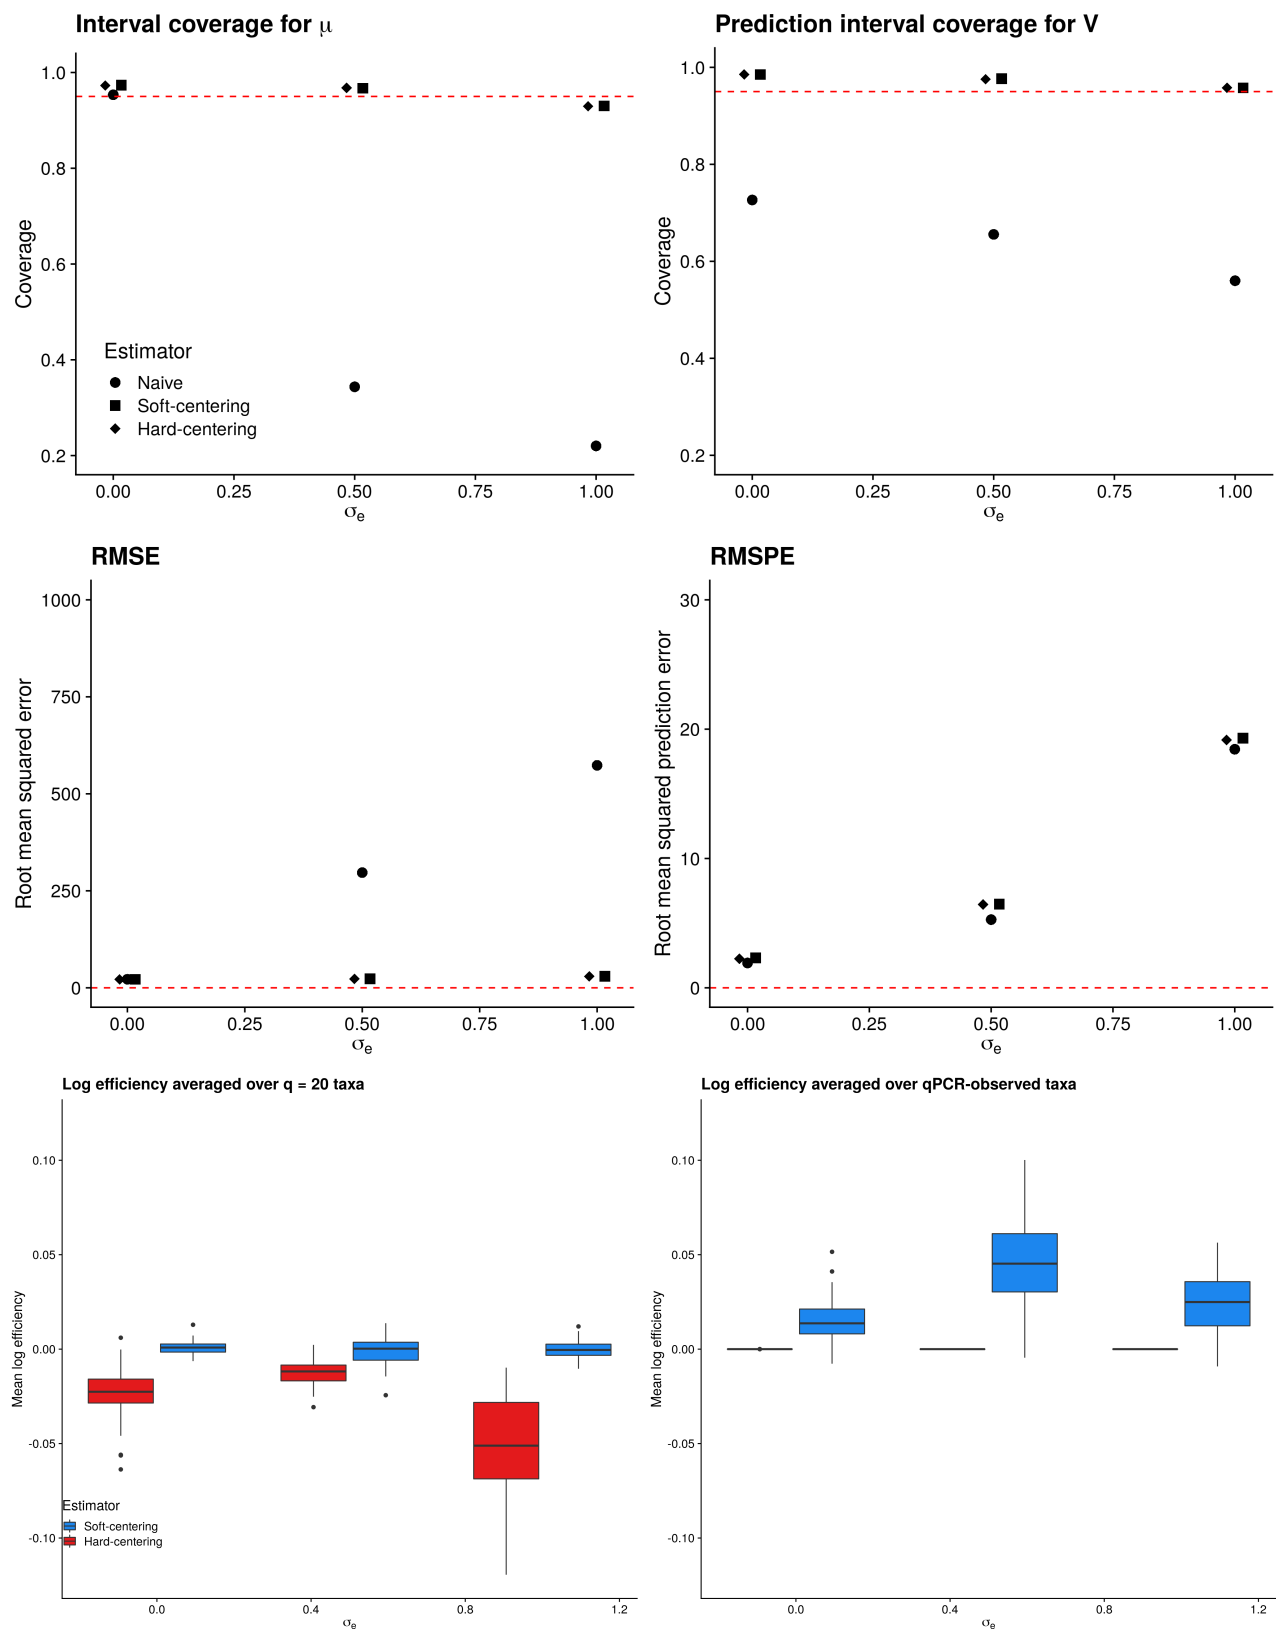 Interval coverage for μ
Coverage
1.0
0.8
0.6
0.4
0.2
Estimator
Naive
Soft-centering
Hard-centering
0.00 0.25 0.50 0.75 1.00
σe
Prediction interval coverage for V
Coverage
1.0
0.8
0.6
0.4
0.2
0.00 0.25 0.50 0.75 1.00
σe
RMSE
Root mean squared error
1000
750
500
250
0
0.00 0.25 0.50 0.75 1.00
σe
RMSPE
Root mean squared prediction error
30
20
10
0
0.00 0.25 0.50 0.75 1.00
σe
Log efficiency averaged over q = 20 taxa
Mean log efficiency
0.10
0.05
0.00
-0.05
-0.10
Estimator
Soft-centering
Hard-centering
0.0 0.4 0.8 1.2
σe
Log efficiency averaged over qPCR-observed taxa
Mean log efficiency
0.10
0.05
0.00
-0.05
-0.10
0.0 0.4 0.8 1.2
σe